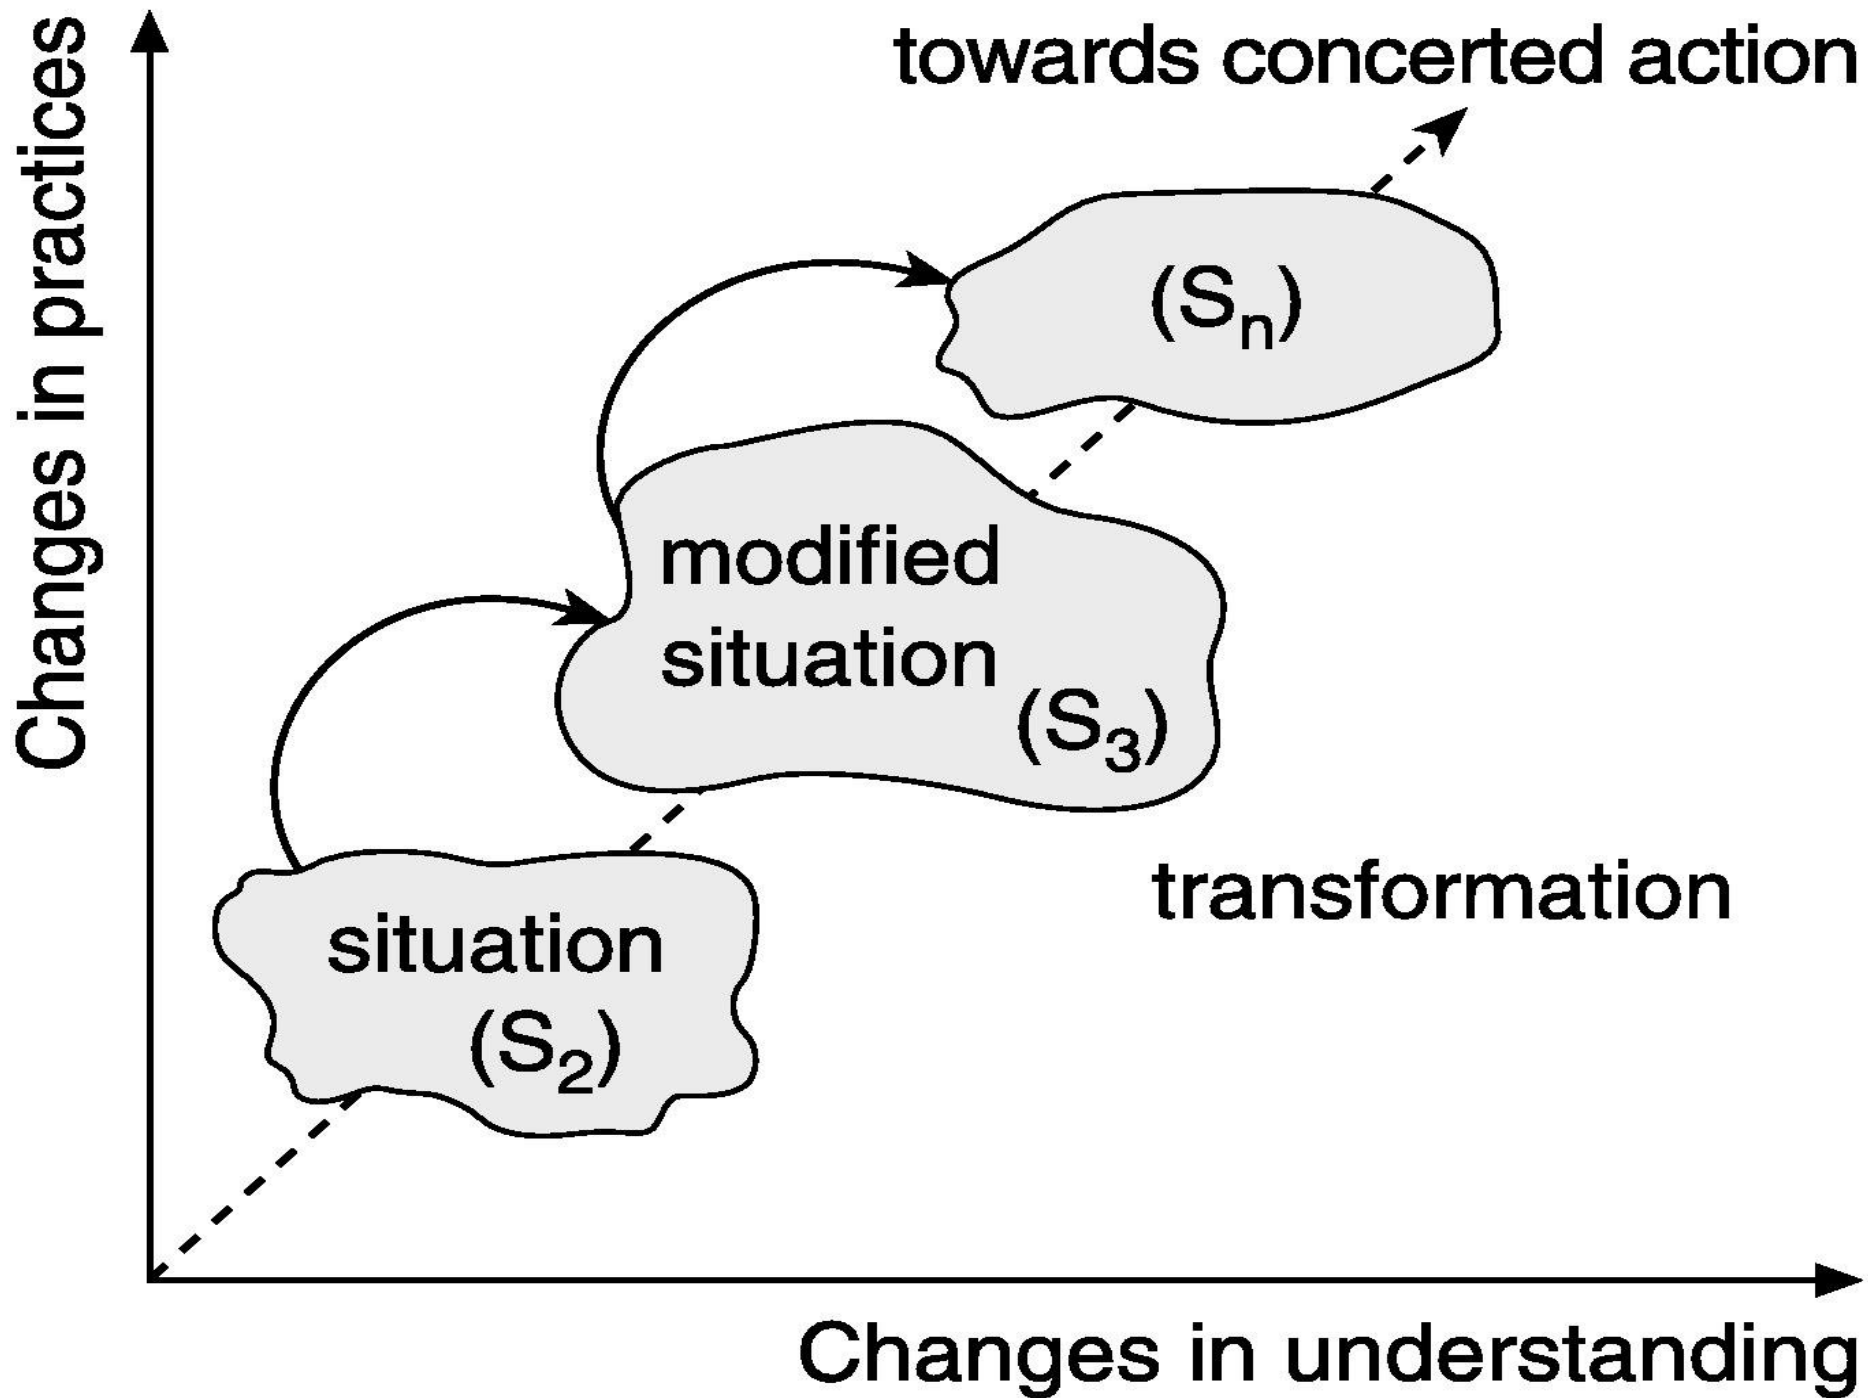 towards concerted action
Changes in practices
(Sₙ)
modified
situation
(S₃)
transformation
situation
(S₂)
Changes in understanding